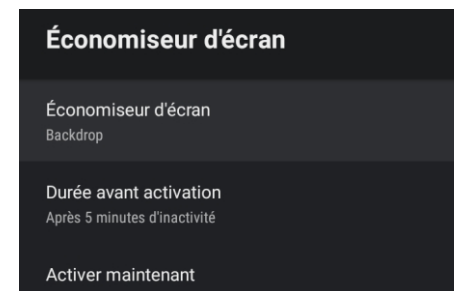 Économiseur d'écran
Économiseur d'écran
Backdrop
Durée avant activation
Après 5 minutes d'inactivité
Activer maintenant